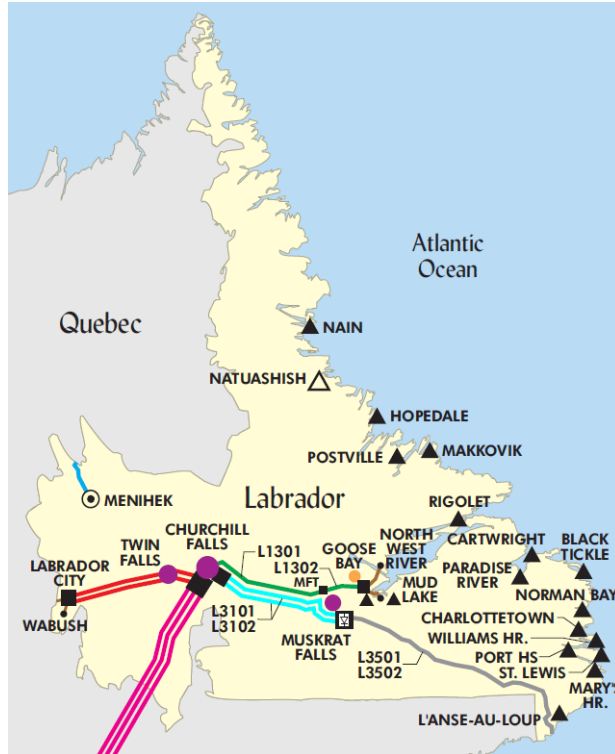 Atlantic
Ocean
Quebec
NAIN
NATUASHISH
HOPEDALE
POSTVILLE
MAKKOVIK
MENIHEK
Labrador
RIGOLET
CHURCHILL
FALLS
TWIN
FALLS
L1301
L1302
MFT
GOOSE
BAY
NORTH
WEST
RIVER
CARTWRIGHT
BLACK
TICKLE
LABRADOR
CITY
PARADISE
RIVER
MUD
LAKE
WABUSH
L3101
L3102
MUSKRAT
FALLS
NORMAN BAY
CHARLOTTETOWN
WILLIAMS HR.
L3501
L3502
PORT HS
ST. LEWIS
MARY'S
HR.
L'ANSE-AU-LOUP